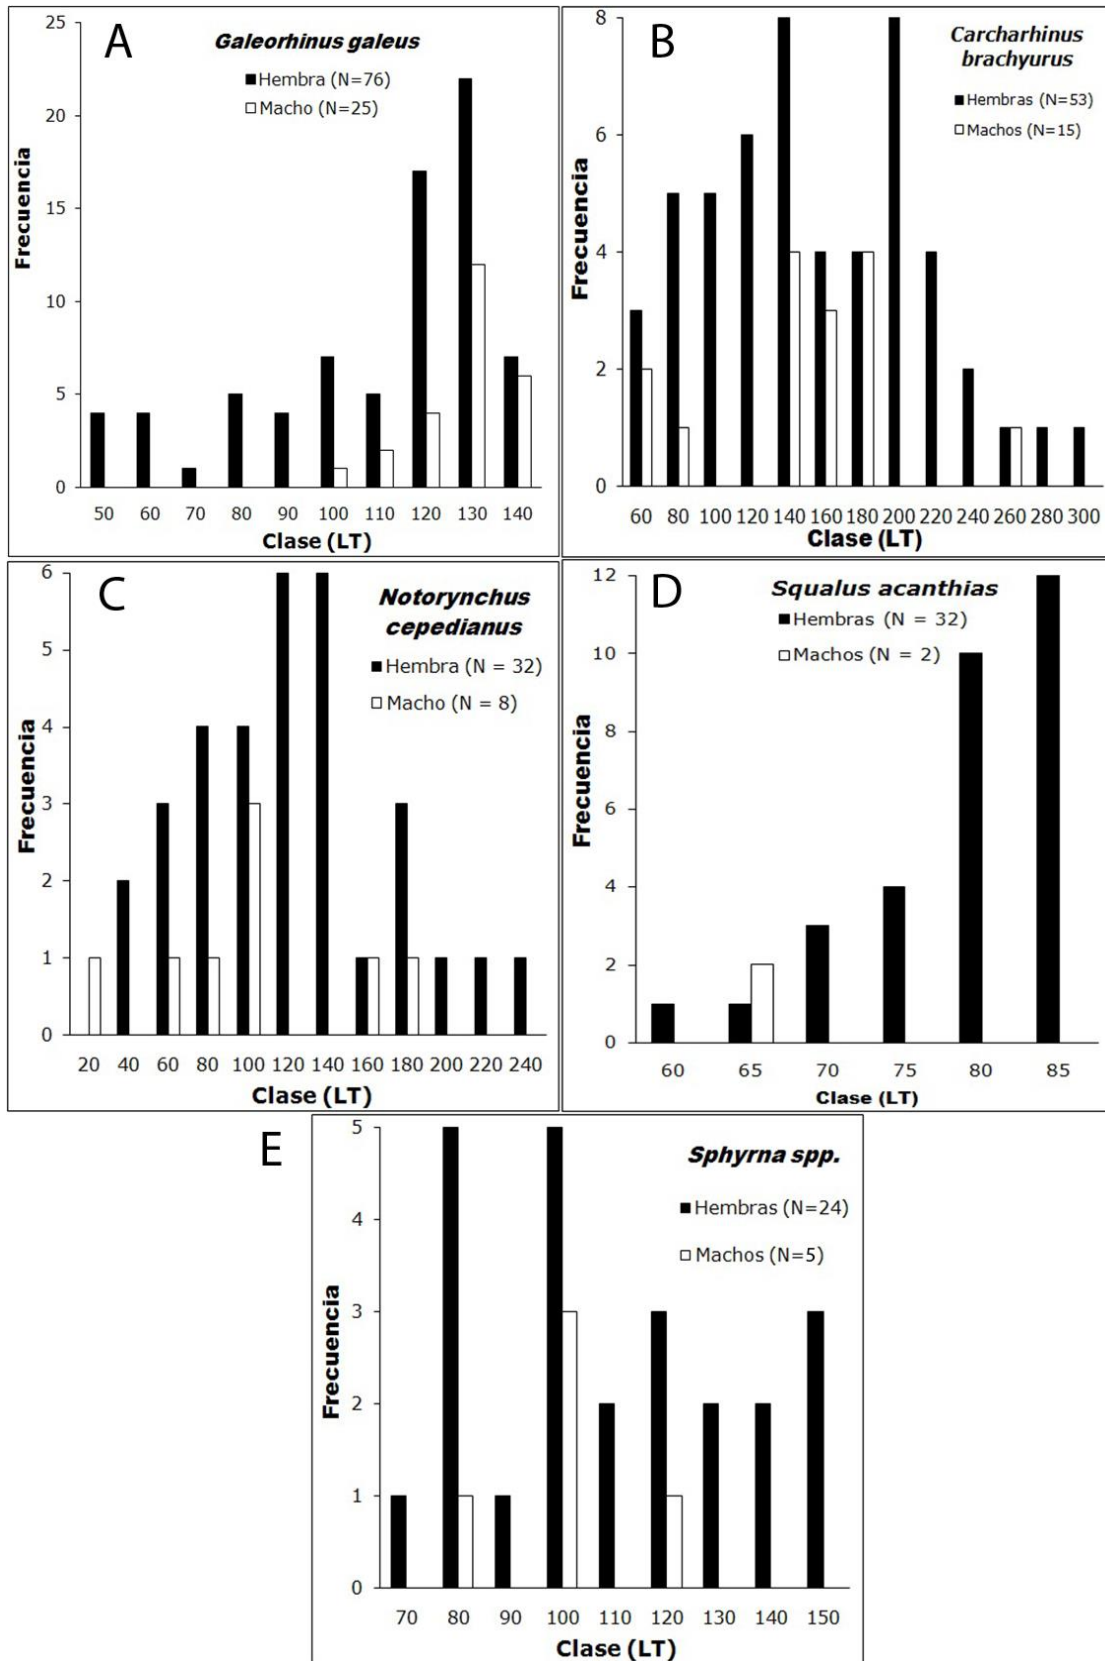 A
Galeorhinus galeus
Hembra (N=76)
Macho (N=25)
Frecuencia
25
20
15
10
5
0
50 60 70 80 90 100 110 120 130 140
Clase (LT)
B
Carcharhinus
brachyurus
Hembras (N=53)
Machos (N=15)
Frecuencia
8
6
4
2
0
60 80 100 120 140 160 180 200 220 240 260 280 300
Clase (LT)
C
Notorynchus
cepedianus
Hembra (N = 32)
Macho (N = 8)
Frecuencia
6
5
4
3
2
1
0
20 40 60 80 100 120 140 160 180 200 220 240
Clase (LT)
D
Squalus acanthias
Hembras (N = 32)
Machos (N = 2)
Frecuencia
12
10
8
6
4
2
0
60 65 70 75 80 85
Clase (LT)
E
Sphyrna spp.
Hembras (N=24)
Machos (N=5)
Frecuencia
5
4
3
2
1
0
70 80 90 100 110 120 130 140 150
Clase (LT)